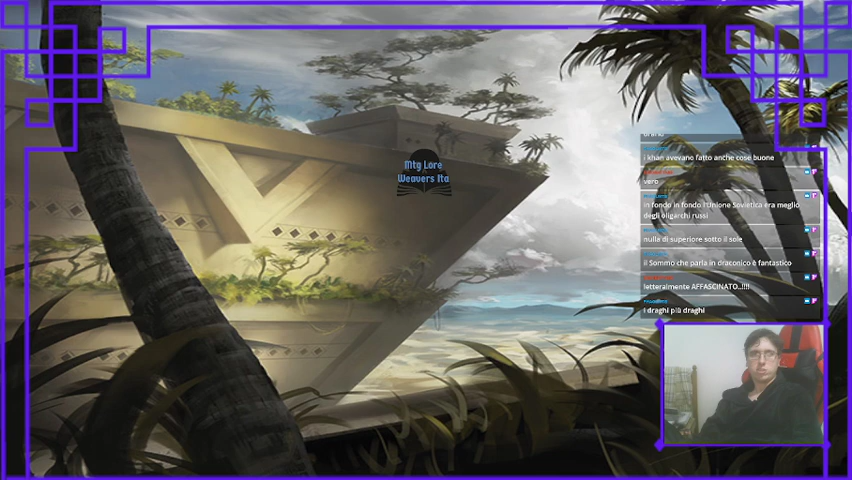 Mtg Lore
Weavers Ita
i khan avevano fatto anche cose buone
vero
in fondo in fondo l'Unione Sovietica era meglio
degli oligarchi russi
nulla di superiore sotto il sole
il Sommo che parla in draconico è fantastico
letteralmente AFFASCINATO..!!!!
i draghi più draghi